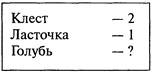 Клест – 2
Ласточка – 1
Голубь – ?